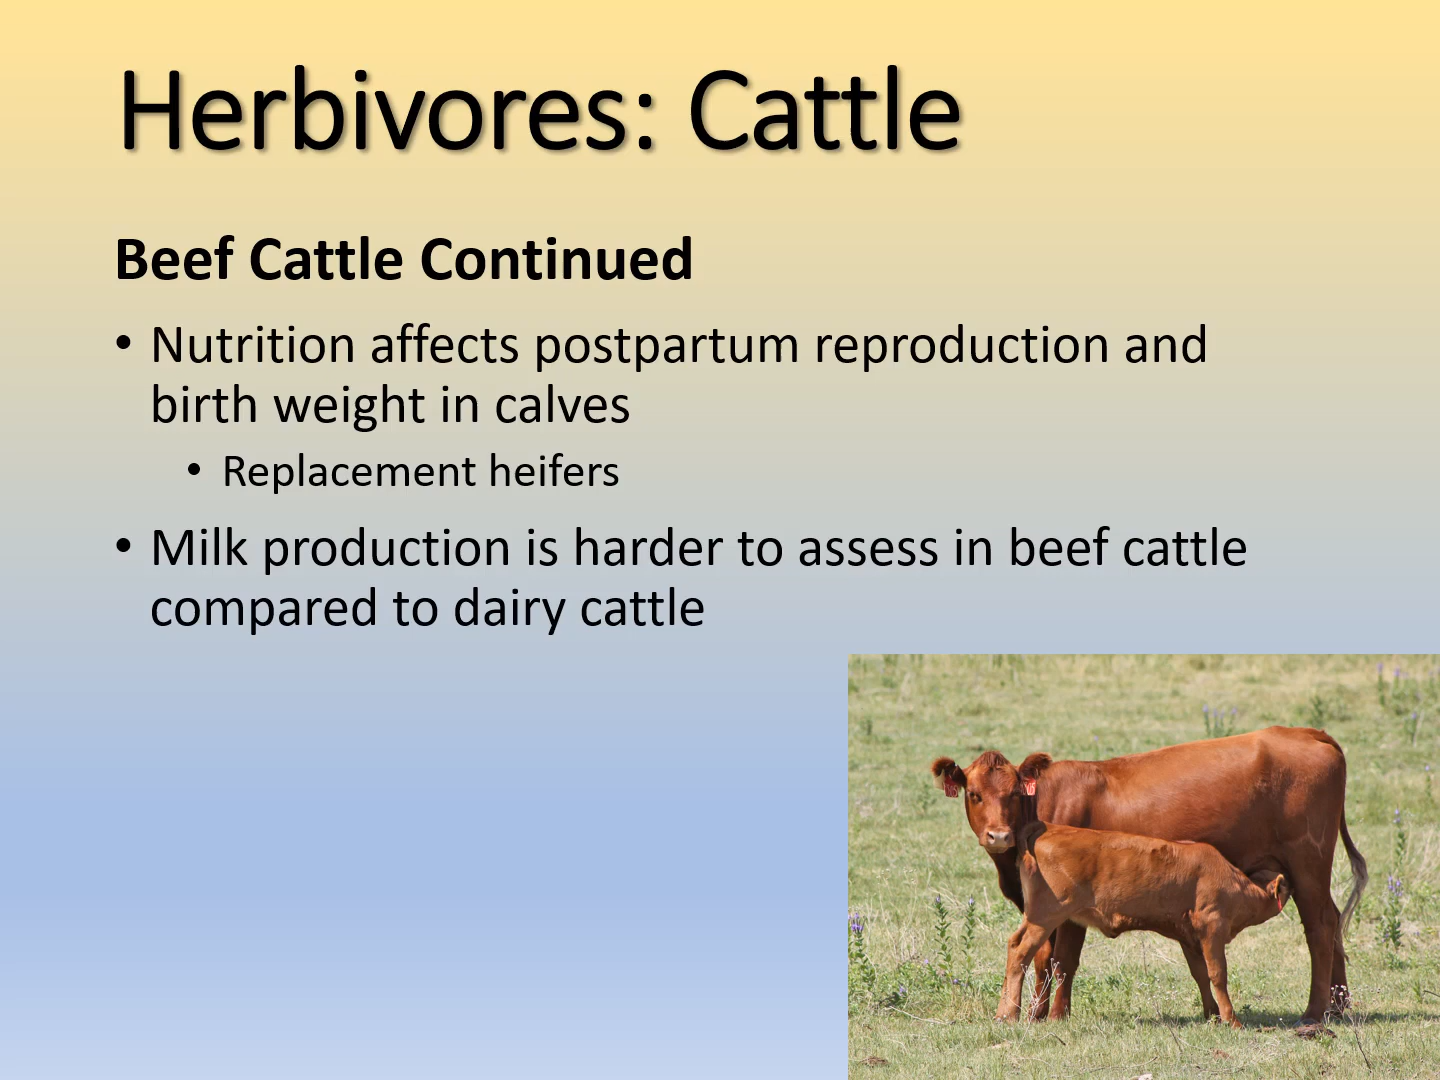 Herbivores: Cattle
Beef Cattle Continued
• Nutrition affects postpartum reproduction and
birth weight in calves
• Replacement heifers
• Milk production is harder to assess in beef cattle
compared to dairy cattle